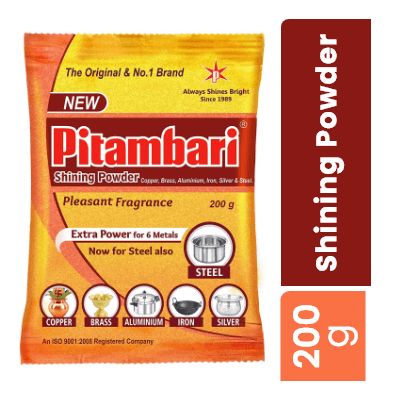 The Original & No.1 Brand
Always Shines Bright
Since 1989
NEW
Pitambari®
Shining Powder Copper, Brass, Aluminium, Iron, Silver & Steel.
Pleasant Fragrance
200 g
Extra Power for 6 Metals
Now for Steel also
STEEL
COPPER
BRASS
ALUMINIUM
IRON
SILVER
An ISO 9001:2008 Registered Company
Shining Powder
200
g